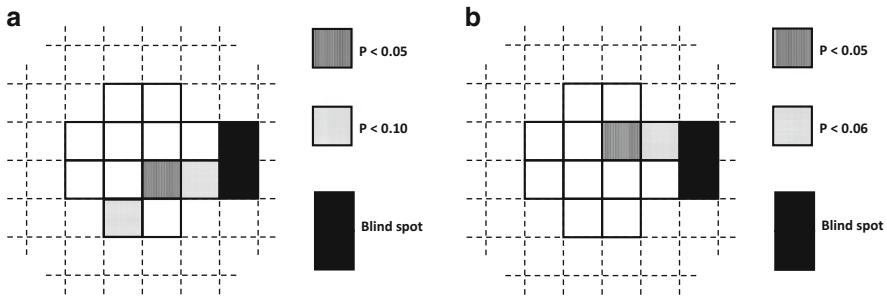 a
P < 0.05
P < 0.10
Blind spot
b
P < 0.05
P < 0.06
Blind spot